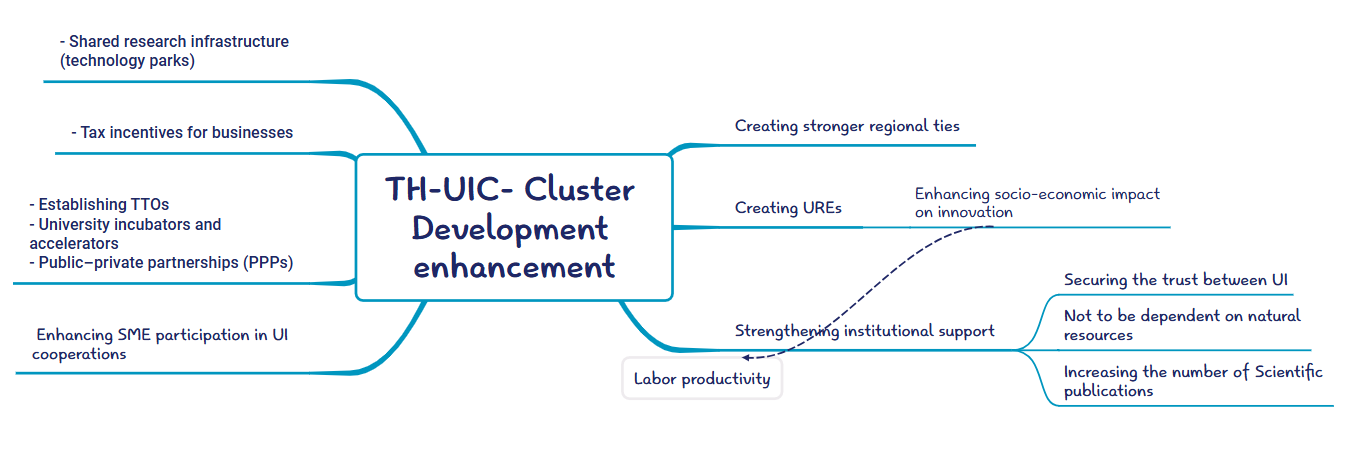 - Shared research infrastructure
(technology parks)
- Tax incentives for businesses
- Establishing TTOs
- University incubators and
accelerators
- Public–private partnerships (PPPs)
Enhancing SME participation in UI
cooperations
TH-UIC- Cluster
Development
enhancement
Creating stronger regional ties
Creating UREs
Enhancing socio-economic impact
on innovation
Strengthening institutional support
Labor productivity
Securing the trust between UI
Not to be dependent on natural
resources
Increasing the number of Scientific
publications